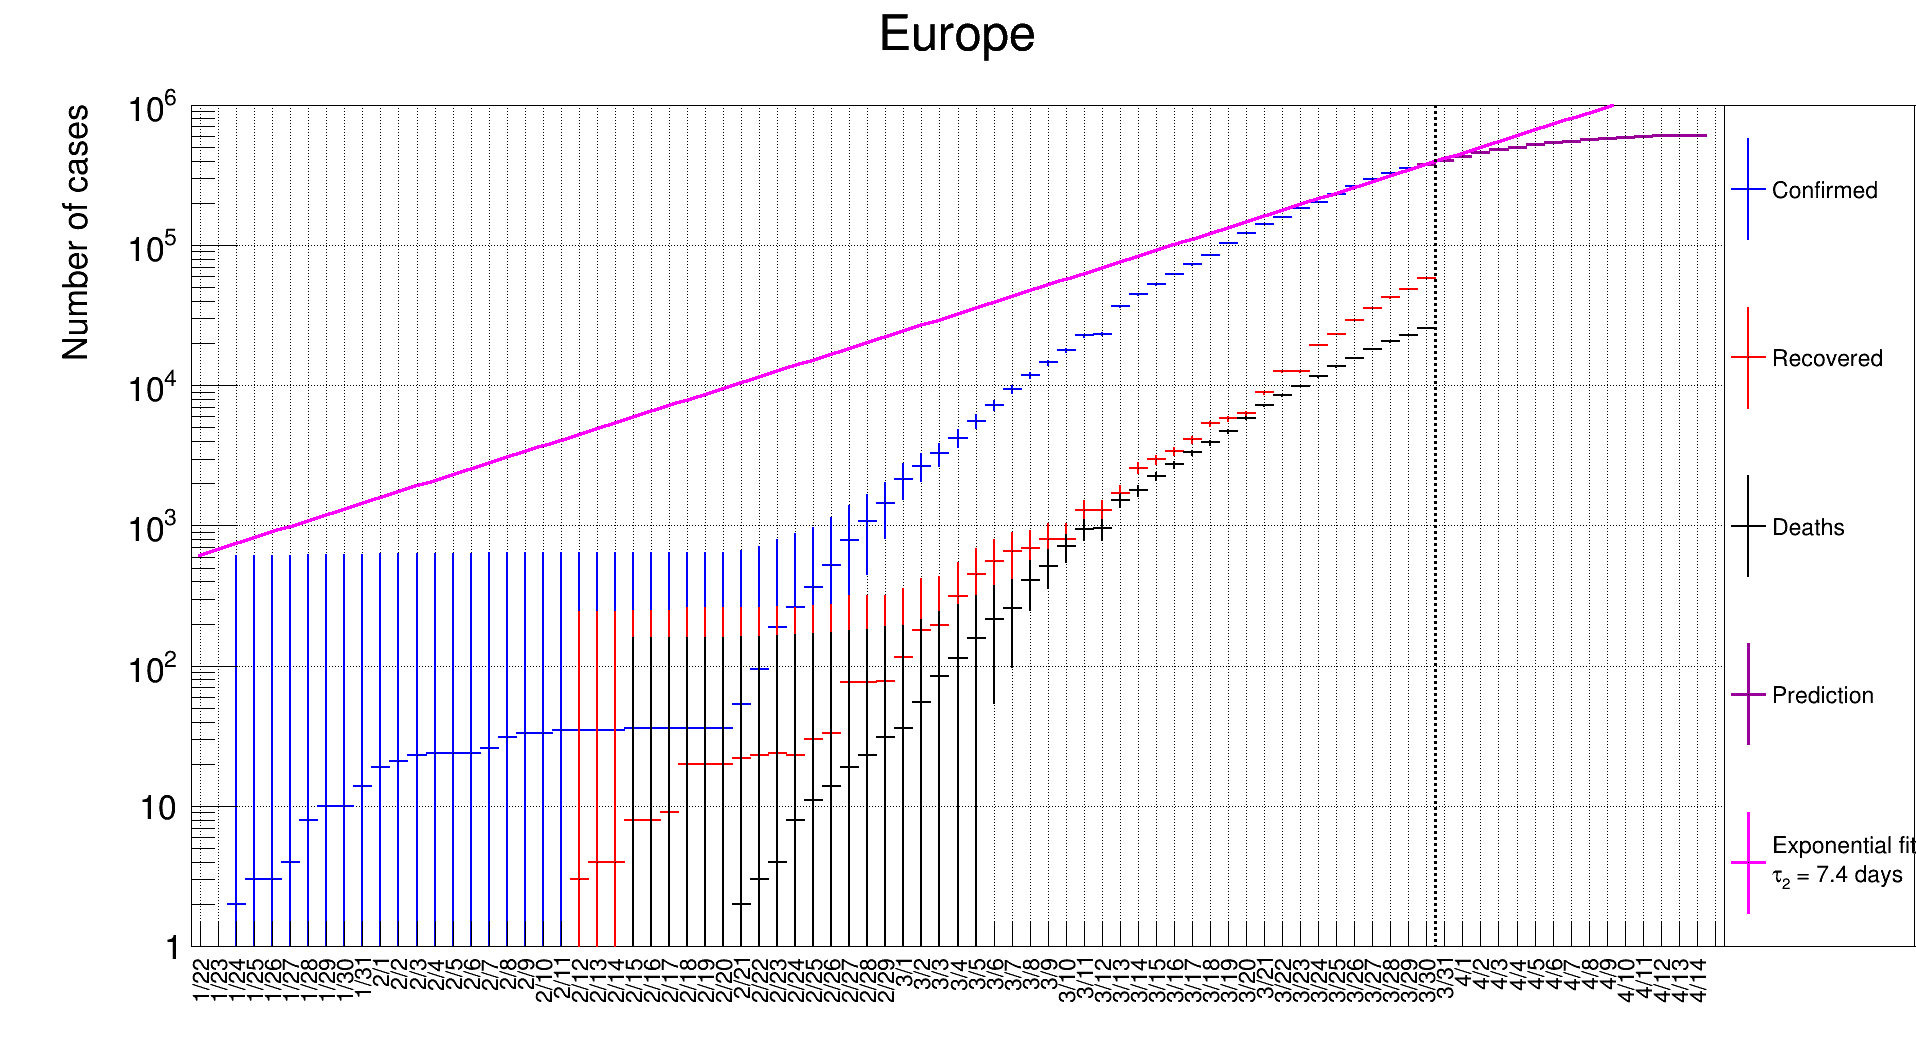 Europe
Number of cases
10^6
10^5
10^4
10^3
10^2
10
1
1/22 1/23 1/24 1/25 1/26 1/27 1/28 1/29 1/30 1/31 2/1 2/2 2/3 2/4 2/5 2/6 2/7 2/8 2/9 2/10 2/11 2/12 2/13 2/14 2/15 2/16 2/17 2/18 2/19 2/20 2/21 2/22 2/23 2/24 2/25 2/26 2/27 2/28 2/29 3/1 3/2 3/3 3/4 3/5 3/6 3/7 3/8 3/9 3/10 3/11 3/12 3/13 3/14 3/15 3/16 3/17 3/18 3/19 3/20 3/21 3/22 3/23 3/24 3/25 3/26 3/27 3/28 3/29 3/30 3/31 4/1 4/2 4/3 4/4 4/5 4/6 4/7 4/8 4/9 4/10 4/11 4/12 4/13 4/14
Confirmed
Recovered
Deaths
Prediction
Exponential fit
τ₂ = 7.4 days